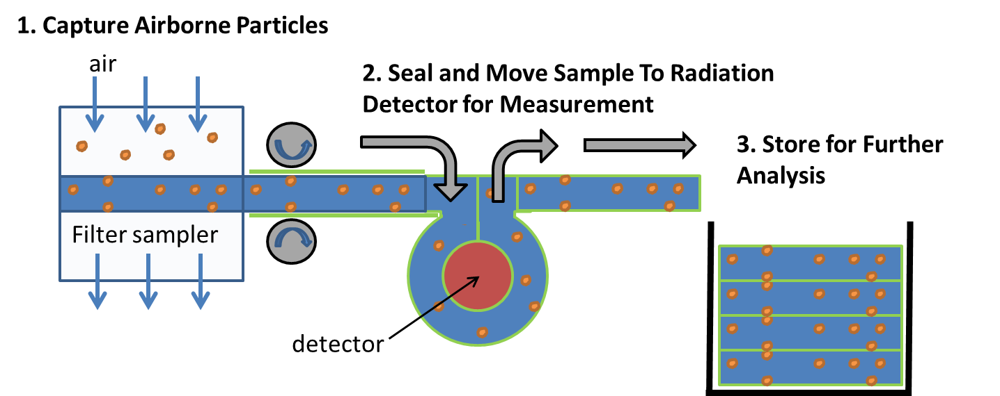 1. Capture Airborne Particles
air
2. Seal and Move Sample To Radiation
Detector for Measurement
3. Store for Further
Analysis
Filter sampler
detector